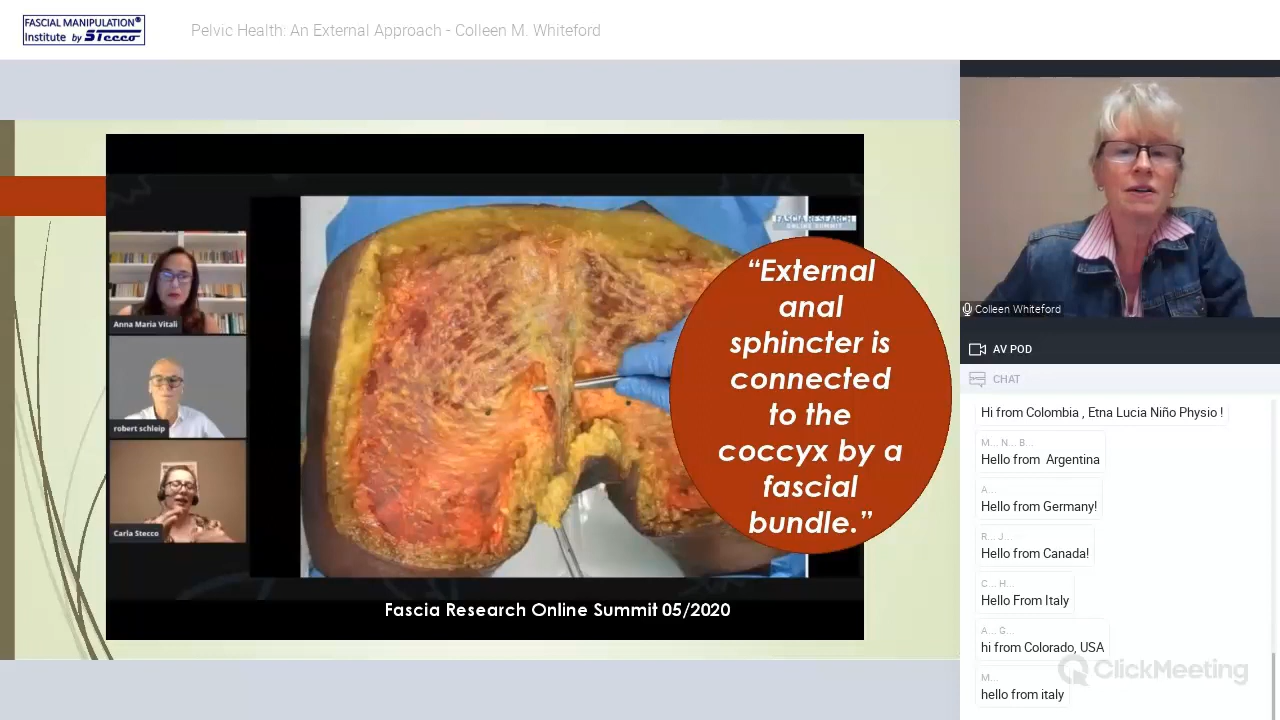 FASCIAL MANIPULATION®
Institute by STECCO
Pelvic Health: An External Approach - Colleen M. Whiteford
FASCIA RESEARCH
ONLINE SUMMIT
Anna Maria Vitali
robert schleip
Carla Stecco
“External
anal
sphincter is
connected
to the
coccyx by a
fascial
bundle.”
Fascia Research Online Summit 05/2020
Colleen Whiteford
AV POD
CHAT
Hi from Colombia , Etna Lucia Niño Physio !
M... N... B...
Hello from Argentina
A...
Hello from Germany!
R... J...
Hello from Canada!
C... H...
Hello From Italy
A... G...
hi from Colorado, USA
M...
hello from italy
ClickMeeting